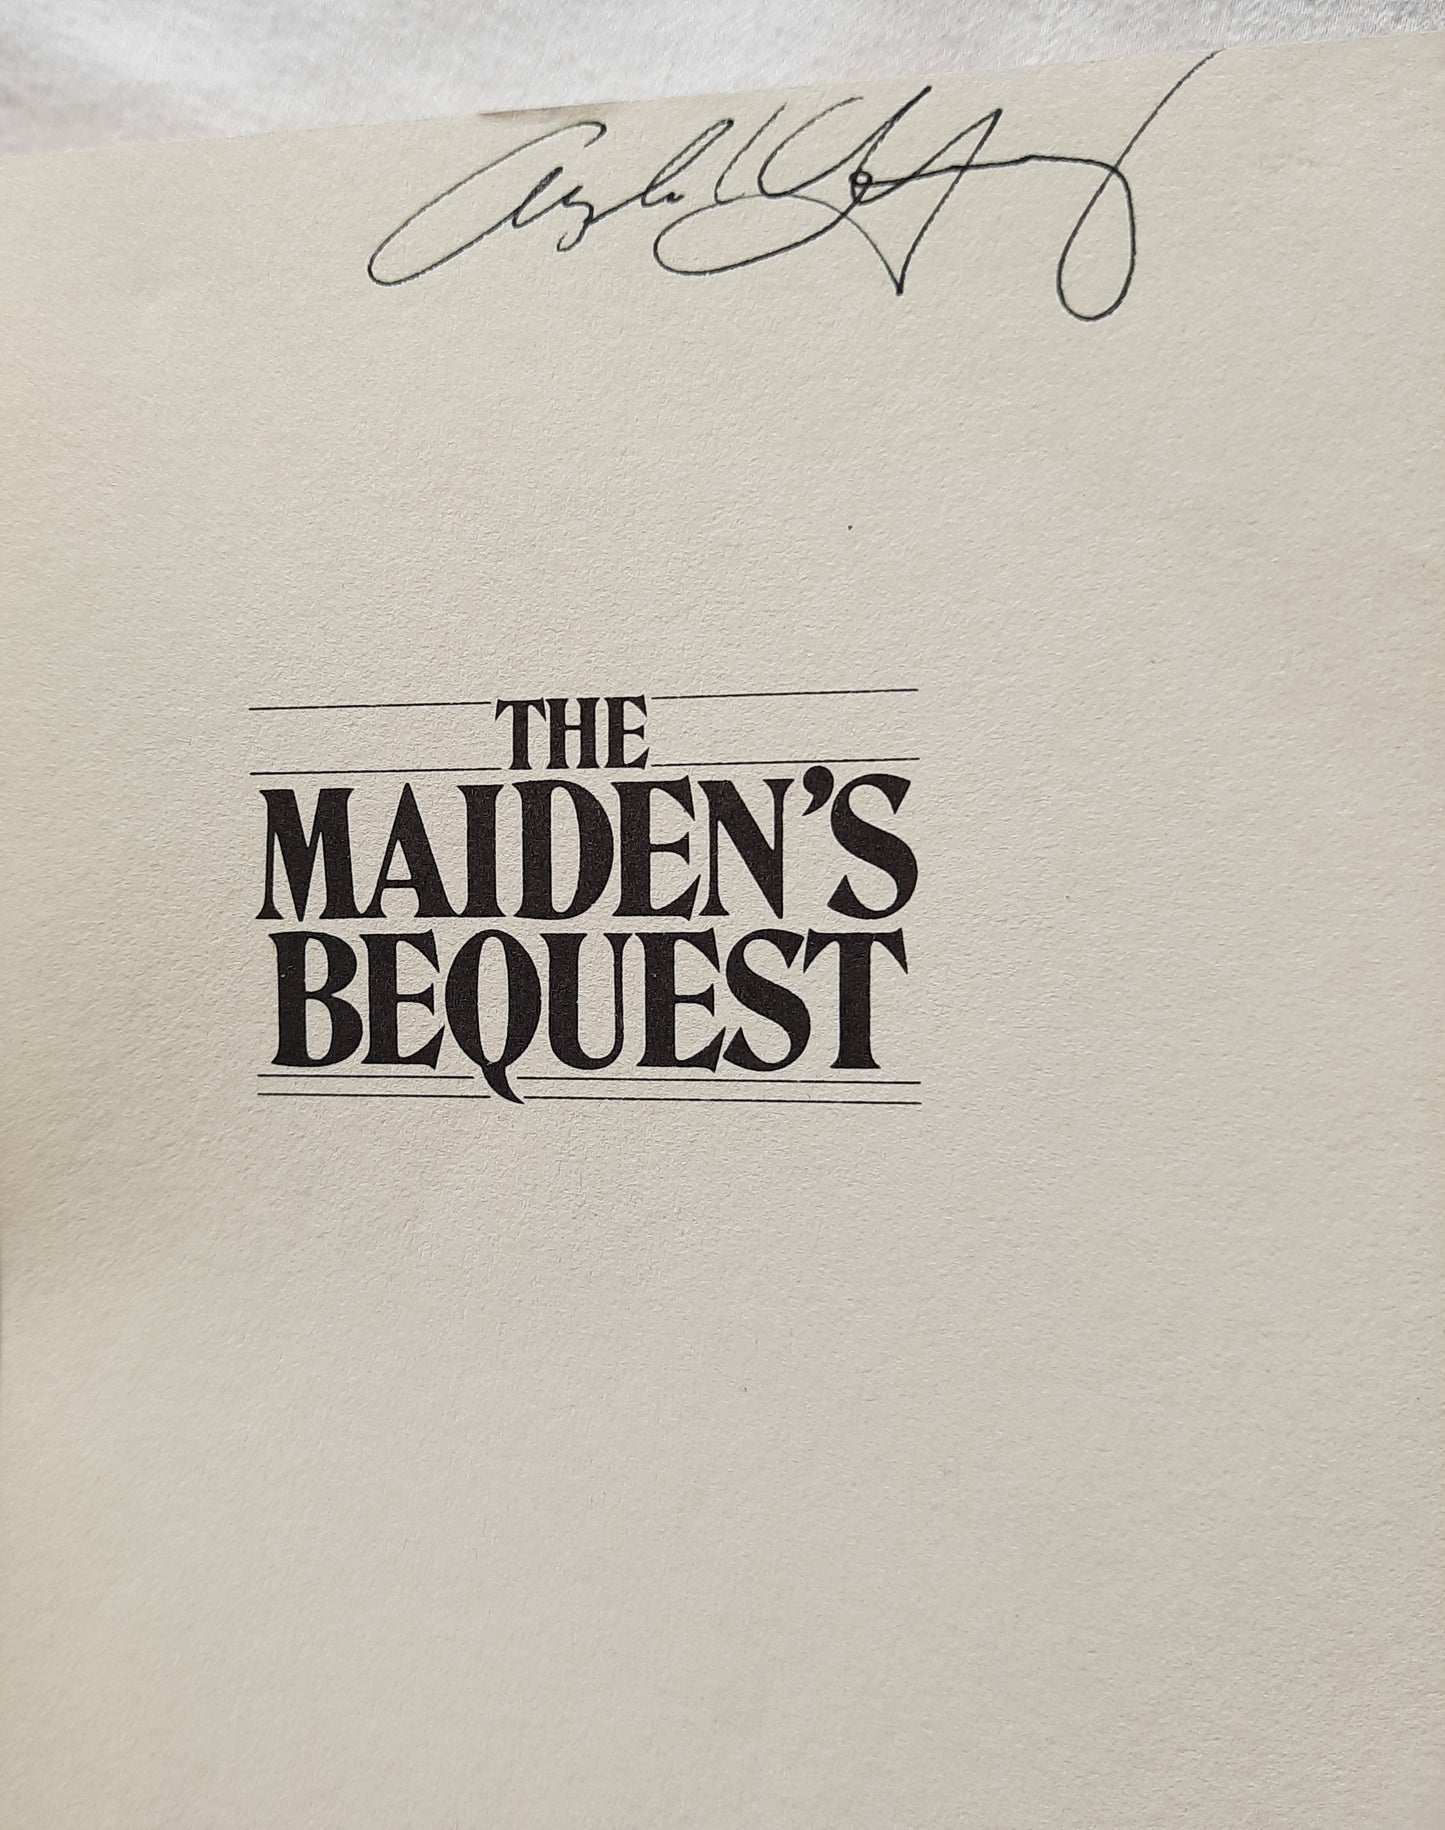 THE
MAIDEN'S
BEQUEST